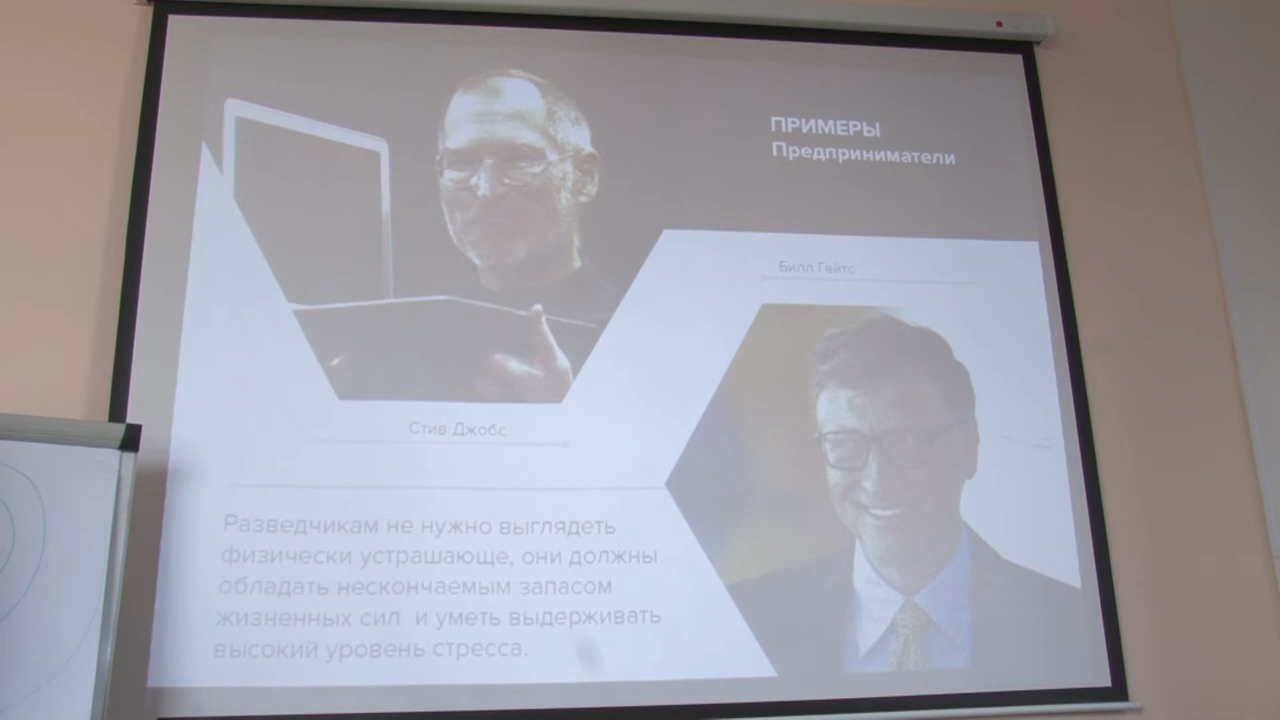 ПРИМЕРЫ
Предприниматели
Билл Гейтс
Стив Джобс
Разведчикам не нужно выглядеть
физически устрашающе, они должны
обладать нескончаемым запасом
жизненных сил и уметь выдерживать
высокий уровень стресса.